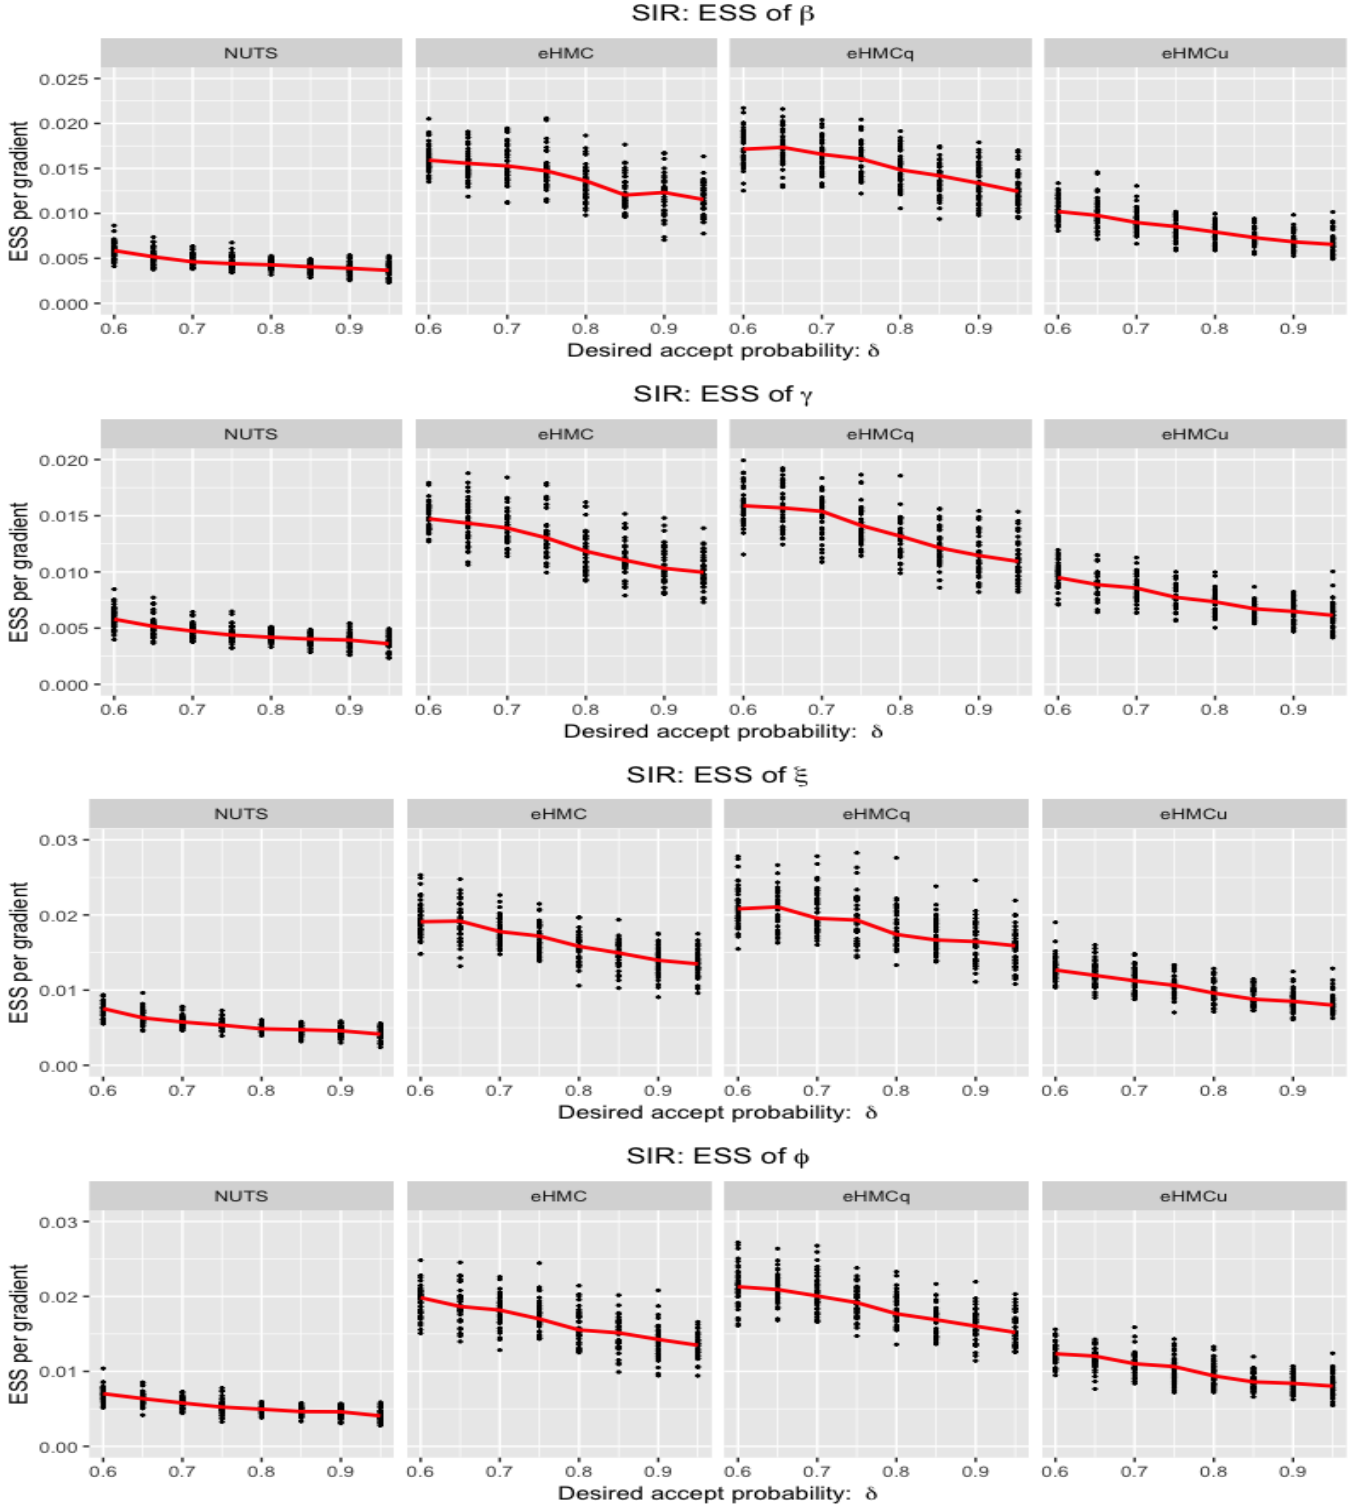 SIR: ESS of β
NUTS eHMC eHMCq eHMCu
ESS per gradient
0.025
0.020
0.015
0.010
0.005
0.000
0.6 0.7 0.8 0.9 0.6 0.7 0.8 0.9 0.6 0.7 0.8 0.9 0.6 0.7 0.8 0.9
Desired accept probability: δ
SIR: ESS of γ
NUTS eHMC eHMCq eHMCu
ESS per gradient
0.020
0.015
0.010
0.005
0.000
0.6 0.7 0.8 0.9 0.6 0.7 0.8 0.9 0.6 0.7 0.8 0.9 0.6 0.7 0.8 0.9
Desired accept probability: δ
SIR: ESS of ξ
NUTS eHMC eHMCq eHMCu
ESS per gradient
0.03
0.02
0.01
0.00
0.6 0.7 0.8 0.9 0.6 0.7 0.8 0.9 0.6 0.7 0.8 0.9 0.6 0.7 0.8 0.9
Desired accept probability: δ
SIR: ESS of ϕ
NUTS eHMC eHMCq eHMCu
ESS per gradient
0.03
0.02
0.01
0.00
0.6 0.7 0.8 0.9 0.6 0.7 0.8 0.9 0.6 0.7 0.8 0.9 0.6 0.7 0.8 0.9
Desired accept probability: δ